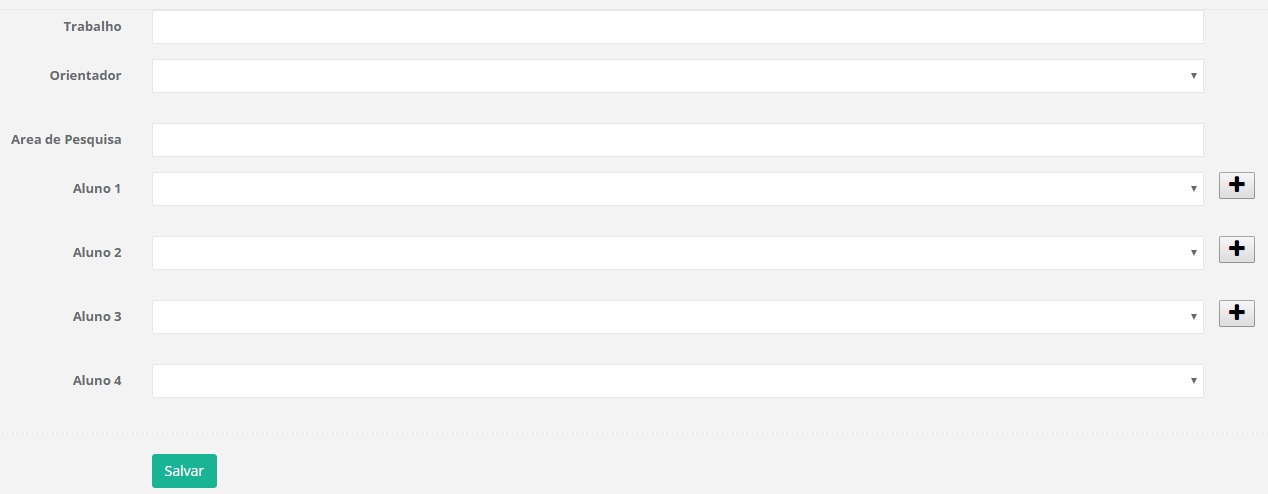 Trabalho
Orientador
Area de Pesquisa
Aluno 1
Aluno 2
Aluno 3
Aluno 4
Salvar